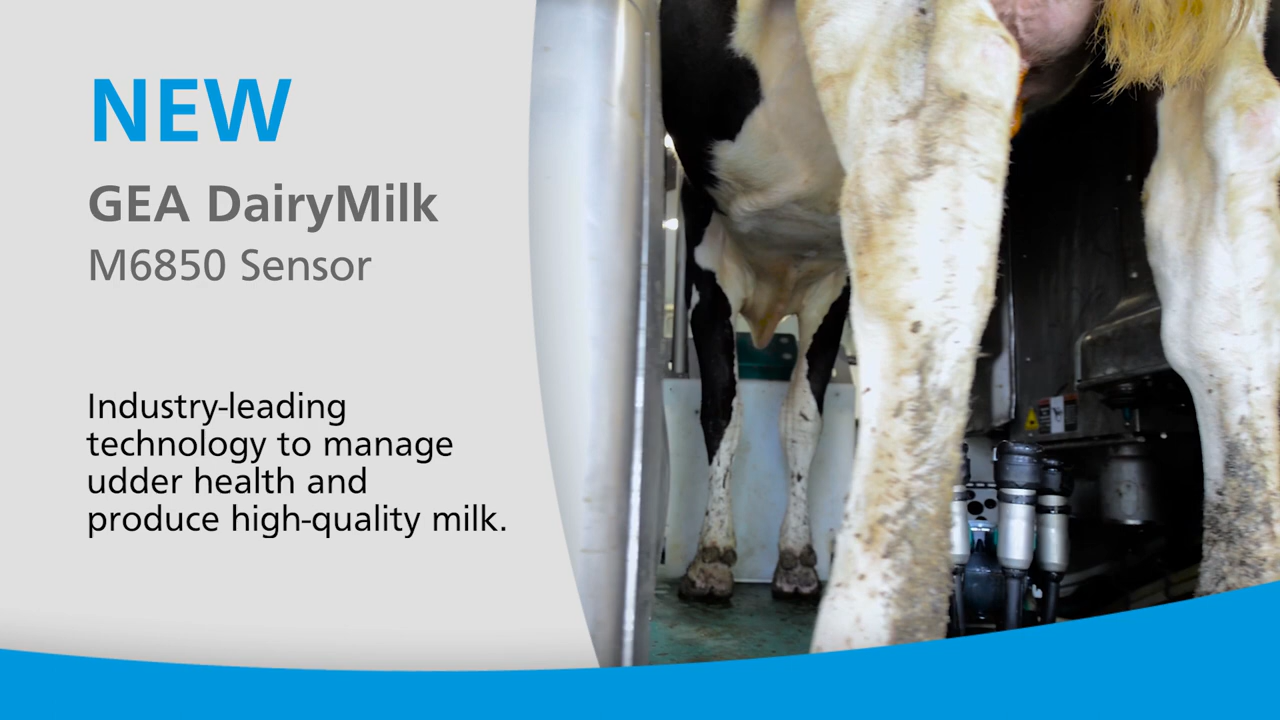 NEW
GEA DairyMilk
M6850 Sensor
Industry-leading
technology to manage
udder health and
produce high-quality milk.